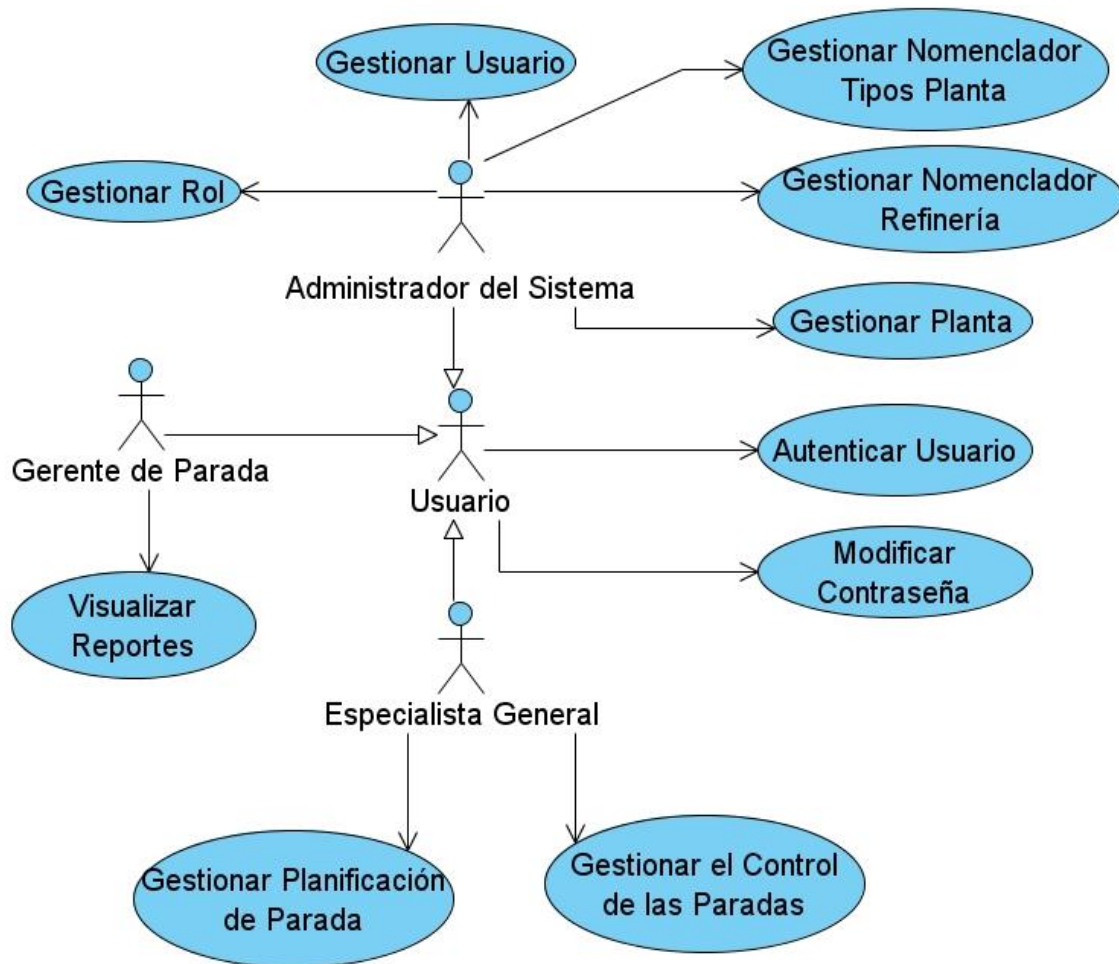 Gestionar Usuario
Gestionar Nomenclador
Tipos Planta
Gestionar Rol
Gestionar Nomenclador
Refinería
Administrador del Sistema
Gestionar Planta
Gerente de Parada
Usuario
Autenticar Usuario
Modificar
Contraseña
Visualizar
Reportes
Especialista General
Gestionar Planificación
de Parada
Gestionar el Control
de las Paradas